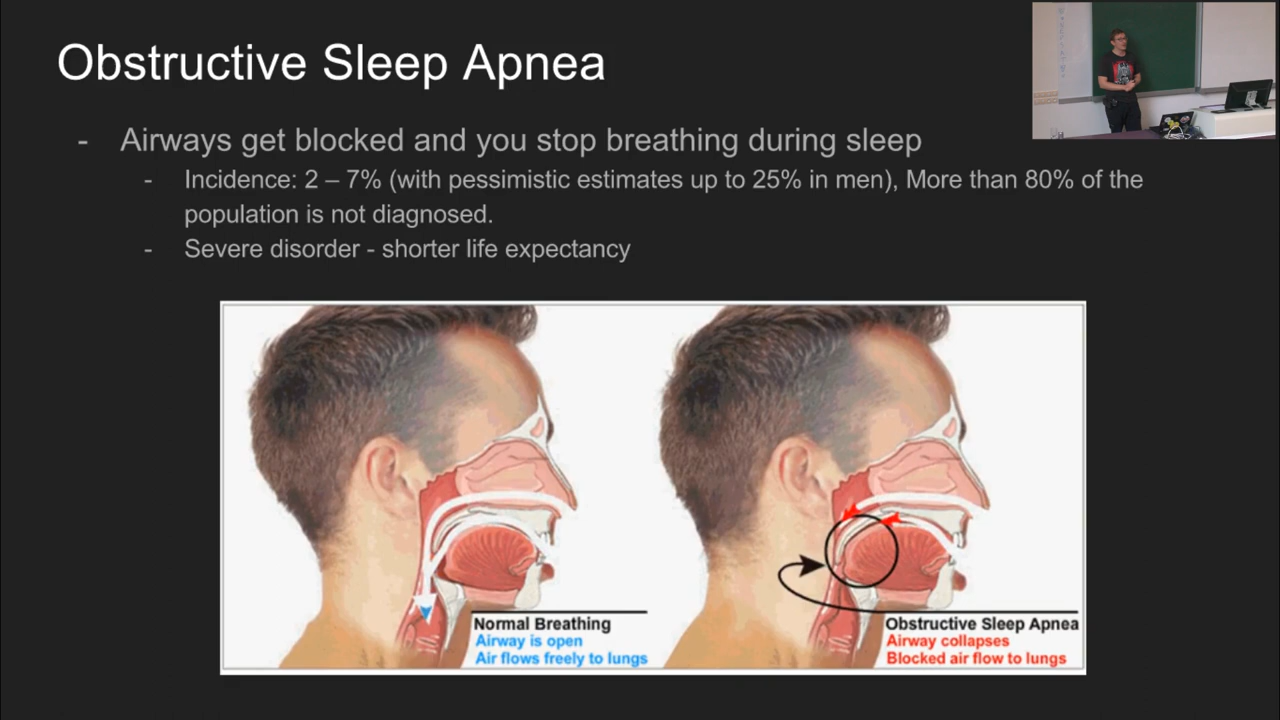 Obstructive Sleep Apnea
- Airways get blocked and you stop breathing during sleep
- Incidence: 2 – 7% (with pessimistic estimates up to 25% in men), More than 80% of the
population is not diagnosed.
- Severe disorder - shorter life expectancy
Normal Breathing
Airway is open
Air flows freely to lungs
Obstructive Sleep Apnea
Airway collapses
Blocked air flow to lungs